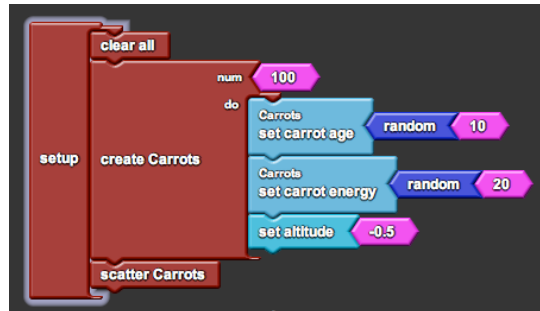 clear all
num 100
do
Carrots
set carrot age random 10
setup create Carrots
Carrots
set carrot energy random 20
set altitude -0.5
scatter Carrots